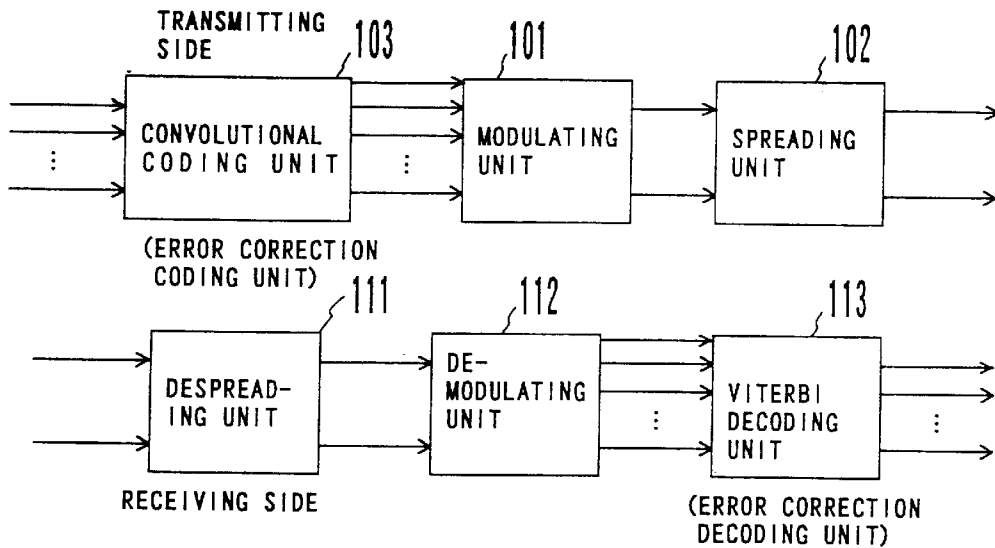 TRANSMITTING
SIDE
103
101
102
CONVOLUTIONAL
CODING UNIT
MODULATING
UNIT
SPREADING
UNIT
(ERROR CORRECTION
CODING UNIT)
111
112
113
DESPREAD-
ING UNIT
DE-
MODULATING
UNIT
VITERBI
DECODING
UNIT
RECEIVING SIDE
(ERROR CORRECTION
DECODING UNIT)